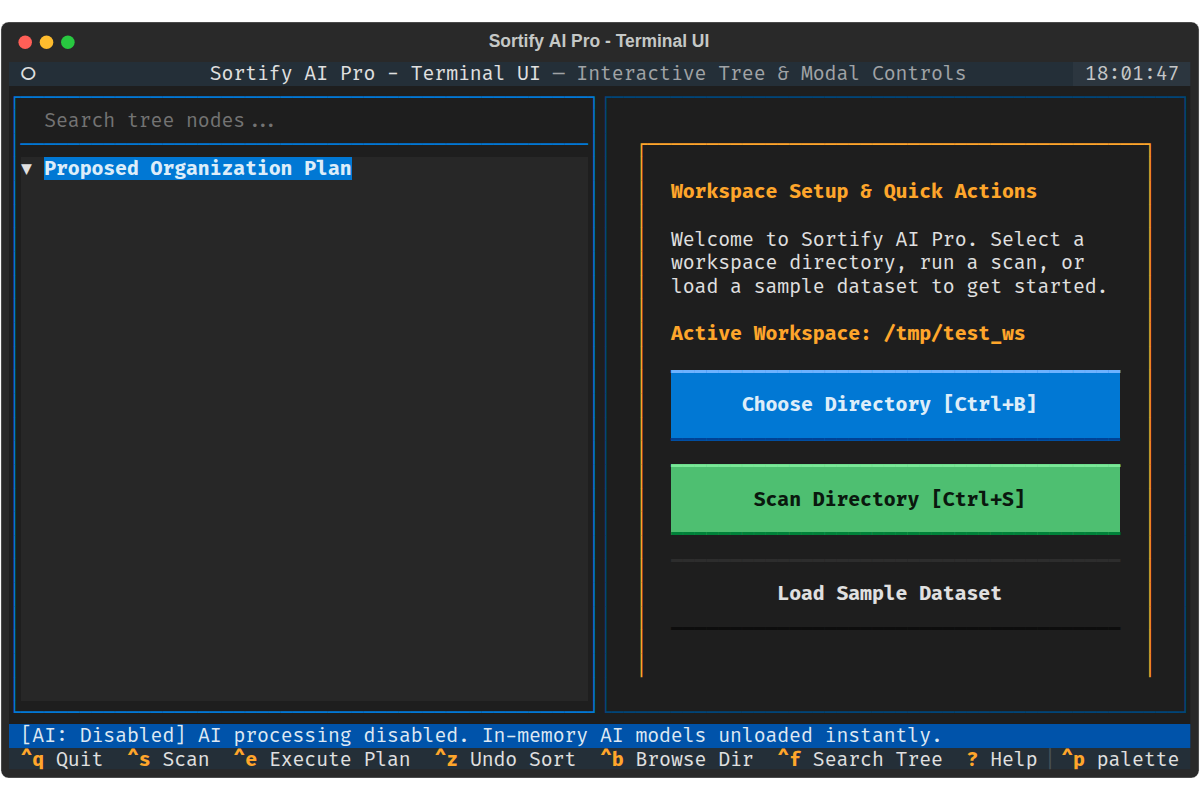 Sortify AI Pro - Terminal UI
Sortify AI Pro - Terminal UI — Interactive Tree & Modal Controls
18:01:47
Search tree nodes...
▼ Proposed Organization Plan
Workspace Setup & Quick Actions
Welcome to Sortify AI Pro. Select a
workspace directory, run a scan, or
load a sample dataset to get started.
Active Workspace: /tmp/test_ws
Choose Directory [Ctrl+B]
Scan Directory [Ctrl+S]
Load Sample Dataset
[AI: Disabled] AI processing disabled. In-memory AI models unloaded instantly.
^q Quit ^s Scan ^e Execute Plan ^z Undo Sort ^b Browse Dir ^f Search Tree ? Help ^p palette